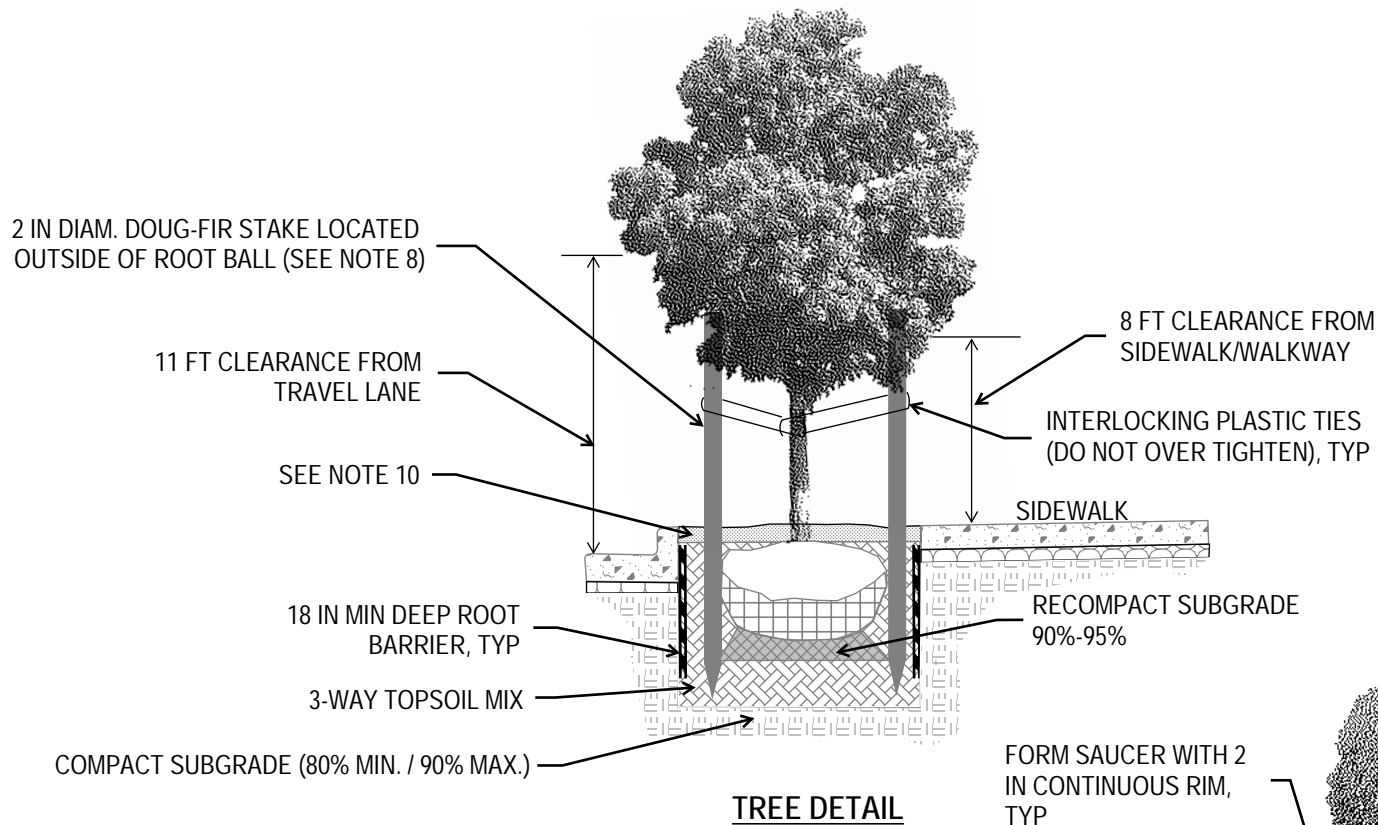 2 IN DIAM. DOUG-FIR STAKE LOCATED
OUTSIDE OF ROOT BALL (SEE NOTE 8)
11 FT CLEARANCE FROM
TRAVEL LANE
SEE NOTE 10
18 IN MIN DEEP ROOT
BARRIER, TYP
3-WAY TOPSOIL MIX
COMPACT SUBGRADE (80% MIN. / 90% MAX.)
8 FT CLEARANCE FROM
SIDEWALK/WALKWAY
INTERLOCKING PLASTIC TIES
(DO NOT OVER TIGHTEN), TYP
SIDEWALK
RECOMPACT SUBGRADE
90%-95%
FORM SAUCER WITH 2
IN CONTINUOUS RIM,
TYP
TREE DETAIL